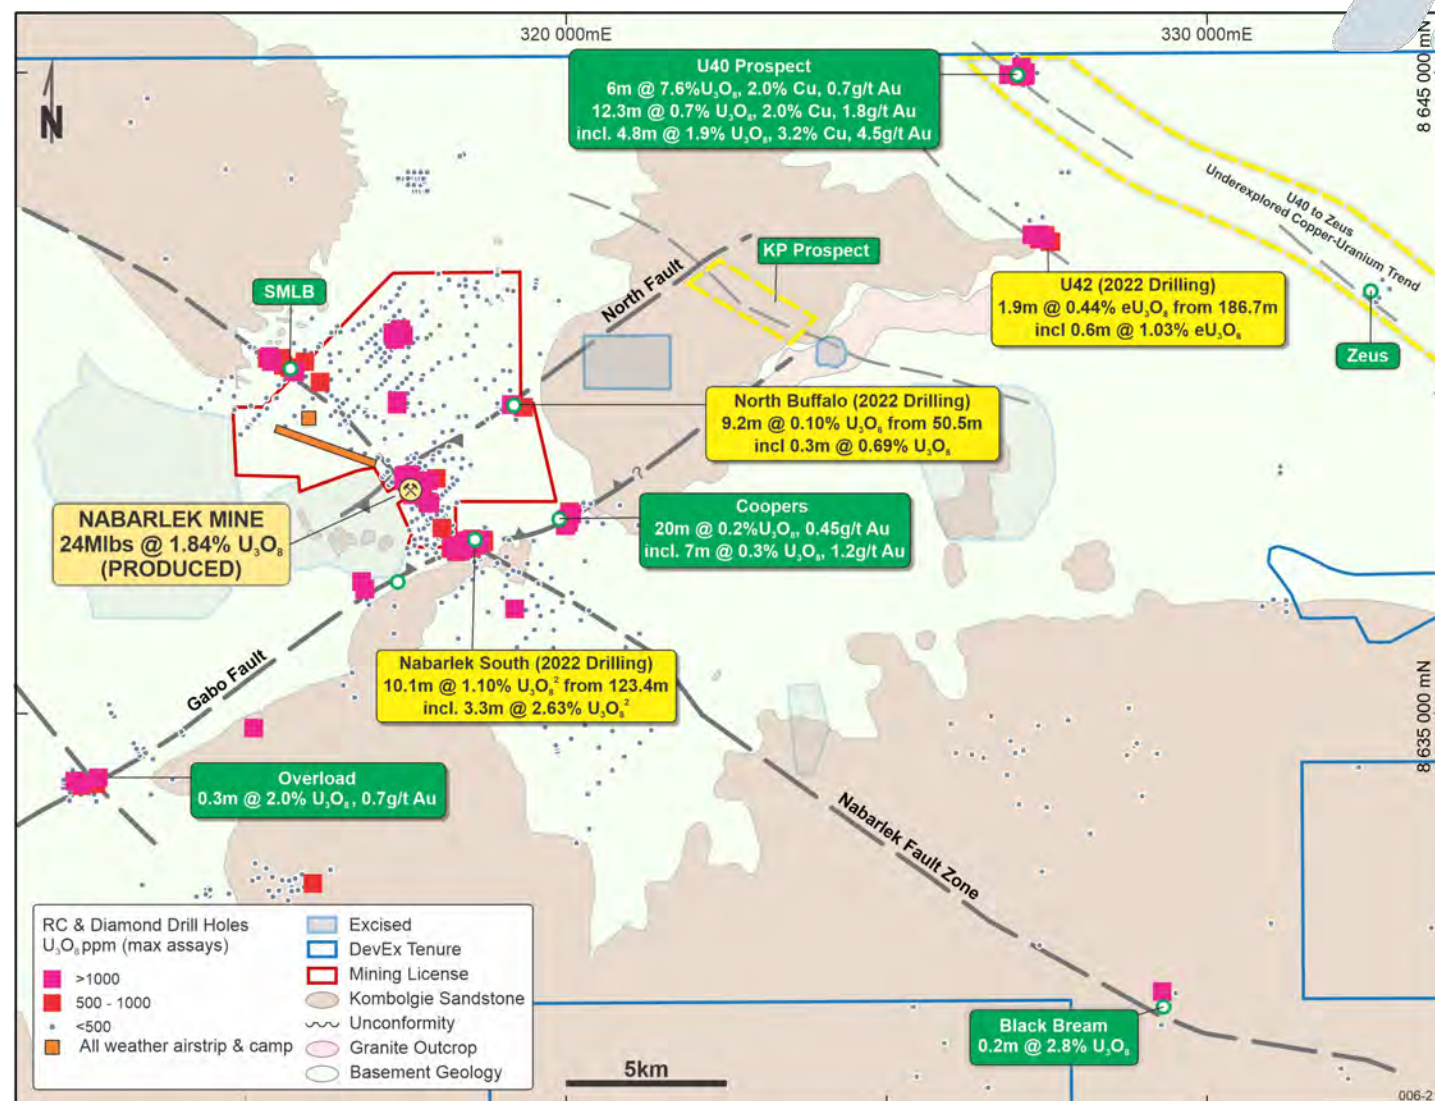 320 000mE
330 000mE
8 645 000 mN
N
U40 Prospect
6m @ 7.6%U₃O₈, 2.0% Cu, 0.7g/t Au
12.3m @ 0.7% U₃O₈, 2.0% Cu, 1.8g/t Au
incl. 4.8m @ 1.9% U₃O₈, 3.2% Cu, 4.5g/t Au
U40 to Zeus
Underexplored Copper-Uranium Trend
KP Prospect
North Fault
SMLB
U42 (2022 Drilling)
1.9m @ 0.44% eU₃O₈ from 186.7m
incl 0.6m @ 1.03% eU₃O₈
Zeus
North Buffalo (2022 Drilling)
9.2m @ 0.10% U₃O₈ from 50.5m
incl 0.3m @ 0.69% U₃O₈
?
Coopers
20m @ 0.2%U₃O₈, 0.45g/t Au
incl. 7m @ 0.3% U₃O₈, 1.2g/t Au
NABARLEK MINE
24Mlbs @ 1.84% U₃O₈
(PRODUCED)
Nabarlek South (2022 Drilling)
10.1m @ 1.10% U₃O₈² from 123.4m
incl. 3.3m @ 2.63% U₃O₈²
Gabo Fault
8 635 000 mN
Overload
0.3m @ 2.0% U₃O₈, 0.7g/t Au
Nabarlek Fault Zone
Black Bream
0.2m @ 2.8% U₃O₈
RC & Diamond Drill Holes
U₃O₈ppm (max assays)
>1000
500 - 1000
<500
All weather airstrip & camp
Excised
DevEx Tenure
Mining License
Kombolgie Sandstone
Unconformity
Granite Outcrop
Basement Geology
5km
006-2